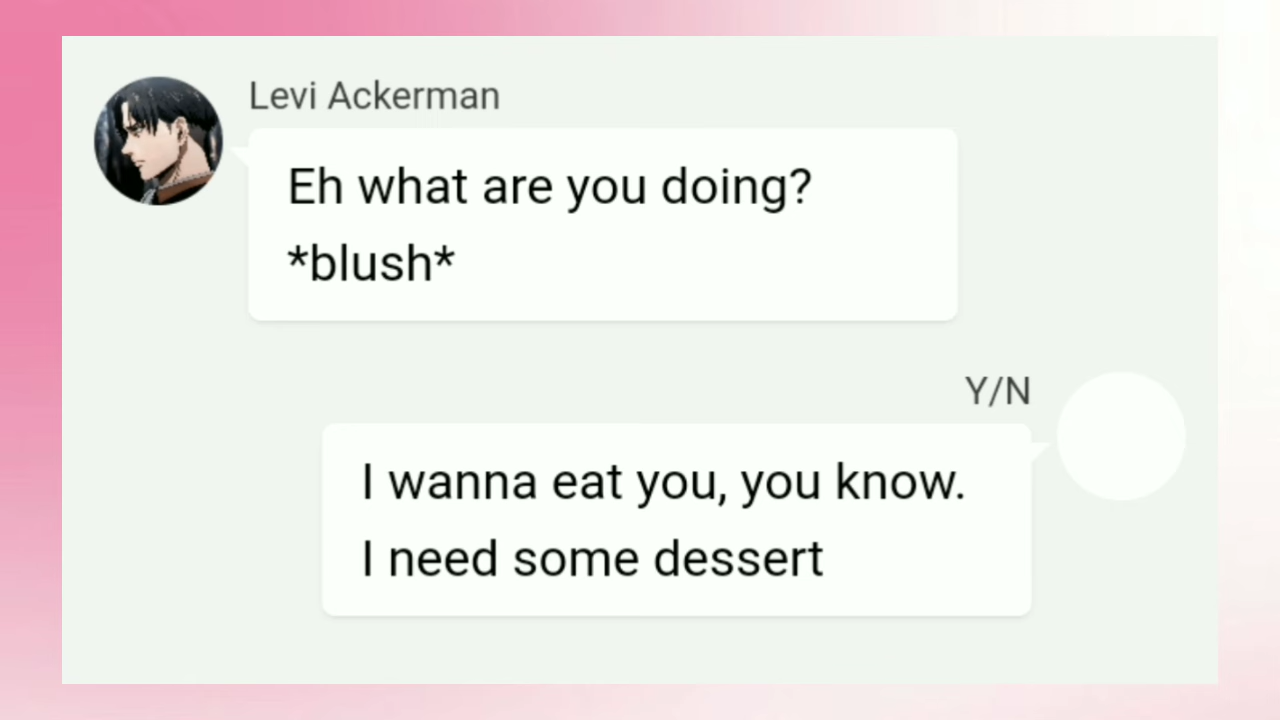 Levi Ackerman
Eh what are you doing?
*blush*
Y/N
I wanna eat you, you know.
I need some dessert